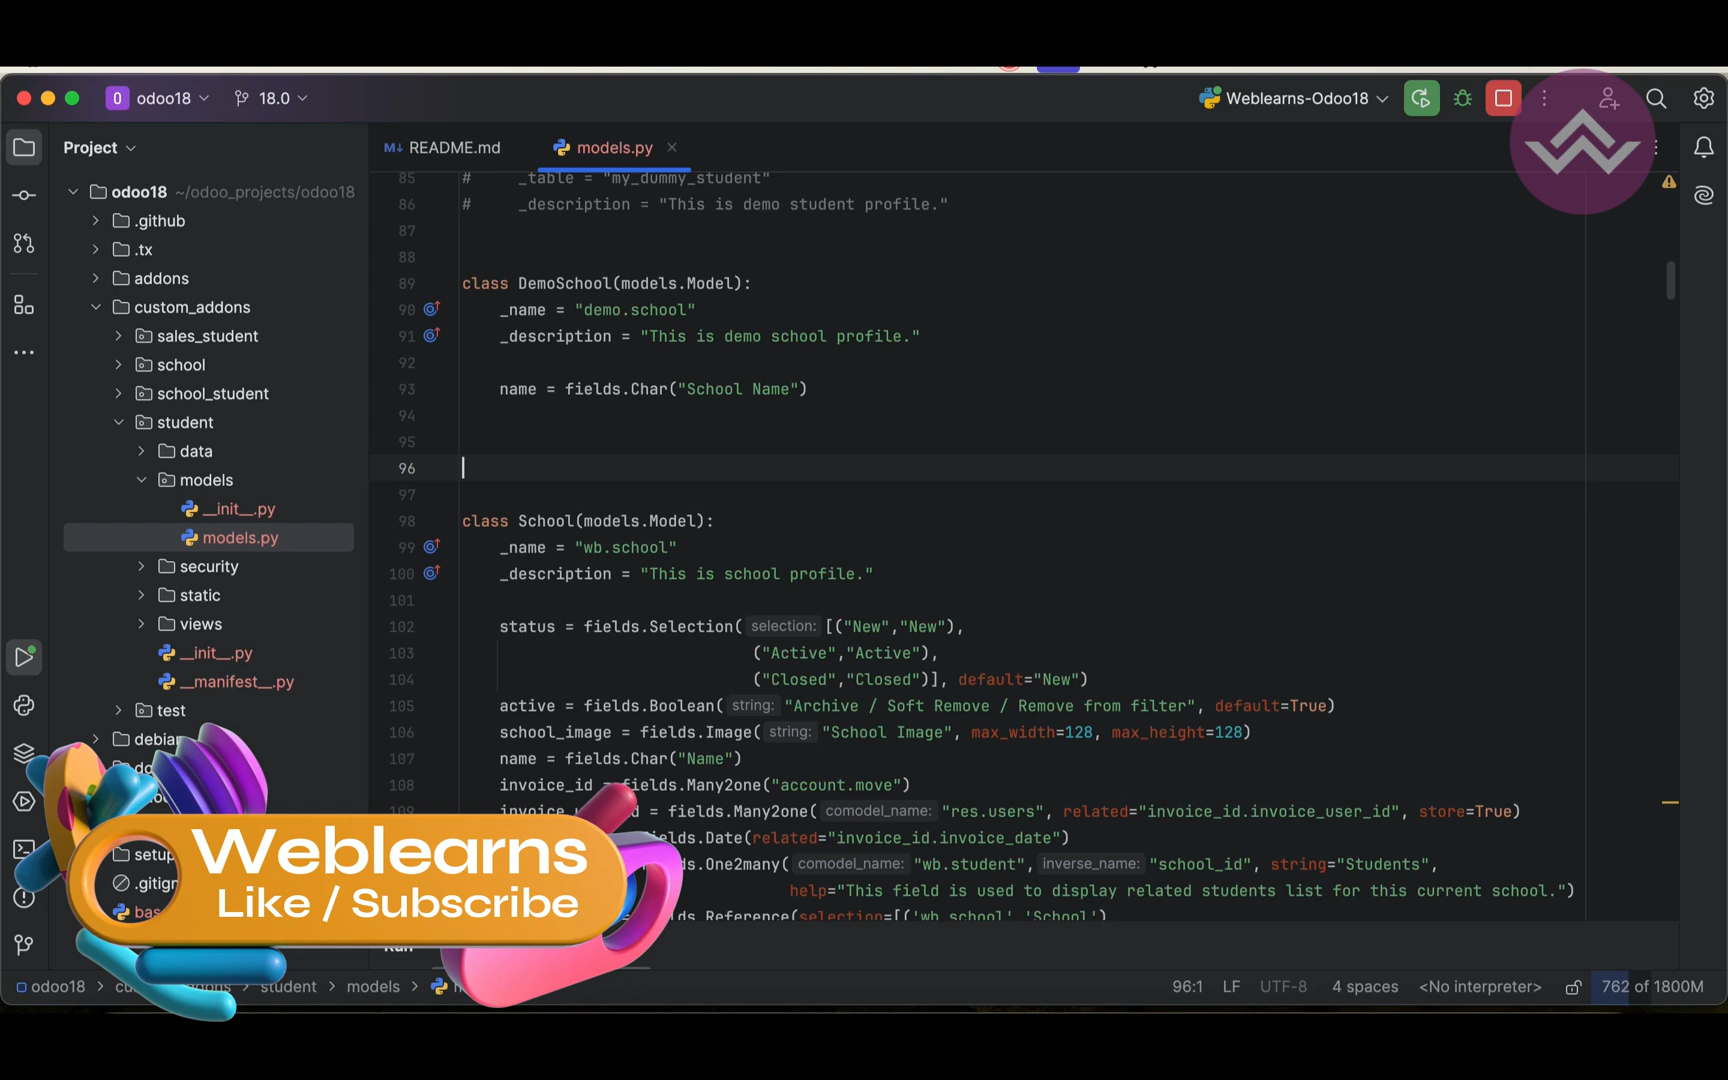 odoo18
18.0
Weblearns-Odoo18
Project
README.md
models.py
odoo18 ~/odoo_projects/odoo18
.github
.tx
addons
custom_addons
sales_student
school
school_student
student
data
models
__init__.py
models.py
security
static
views
__init__.py
__manifest__.py
test
85 # _table = "my_dummy_student"
86 # _description = "This is demo student profile."
87
88
89 class DemoSchool(models.Model):
90 _name = "demo.school"
91 _description = "This is demo school profile."
92
93 name = fields.Char("School Name")
94
95
96
97
98 class School(models.Model):
99 _name = "wb.school"
100 _description = "This is school profile."
101
102 status = fields.Selection( selection: [("New","New"),
103 ("Active","Active"),
104 ("Closed","Closed")], default="New")
105 active = fields.Boolean( string: "Archive / Soft Remove / Remove from filter", default=True)
106 school_image = fields.Image( string: "School Image", max_width=128, max_height=128)
107 name = fields.Char("Name")
108 invoice_id = fields.Many2one("account.move")
109 = fields.Many2one( comodel_name: "res.users", related="invoice_id.invoice_user_id", store=True)
ields.Date(related="invoice_id.invoice_date")
ds.One2many( comodel_name: "wb.student", inverse_name: "school_id", string="Students",
help="This field is used to display related students list for this current school.")
ds.Reference(selection=[('wb.school','School')
Weblearns
Like / Subscribe
odoo18 > student > models >
96:1 LF UTF-8 4 spaces <No interpreter> 762 of 1800M